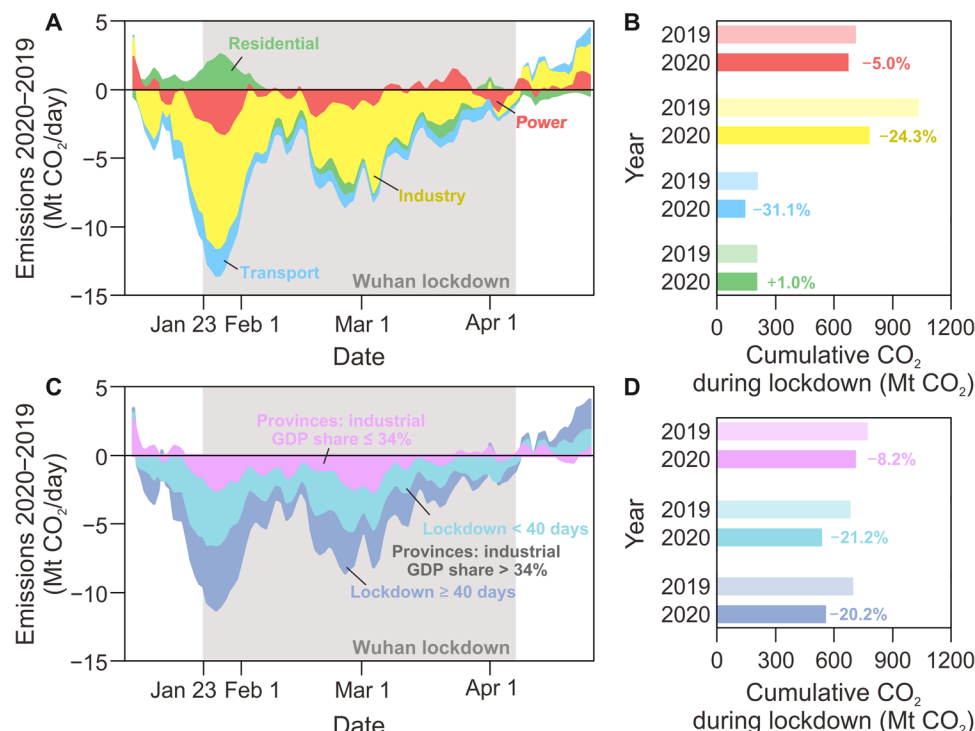 A
Emissions 2020–2019
(Mt CO₂/day)
5
0
−5
−10
−15
Residential
Power
Industry
Transport
Wuhan lockdown
Jan 23 Feb 1 Mar 1 Apr 1
Date
B
Year
2019
2020 −5.0%
2019
2020 −24.3%
2019
2020 −31.1%
2019
2020 +1.0%
0 300 600 900 1200
Cumulative CO₂
during lockdown (Mt CO₂)
C
Emissions 2020–2019
(Mt CO₂/day)
5
0
−5
−10
−15
Provinces: industrial
GDP share ≤ 34%
Lockdown < 40 days
Provinces: industrial
GDP share > 34%
Lockdown ≥ 40 days
Wuhan lockdown
Jan 23 Feb 1 Mar 1 Apr 1
Date
D
Year
2019
2020 −8.2%
2019
2020 −21.2%
2019
2020 −20.2%
0 300 600 900 1200
Cumulative CO₂
during lockdown (Mt CO₂)